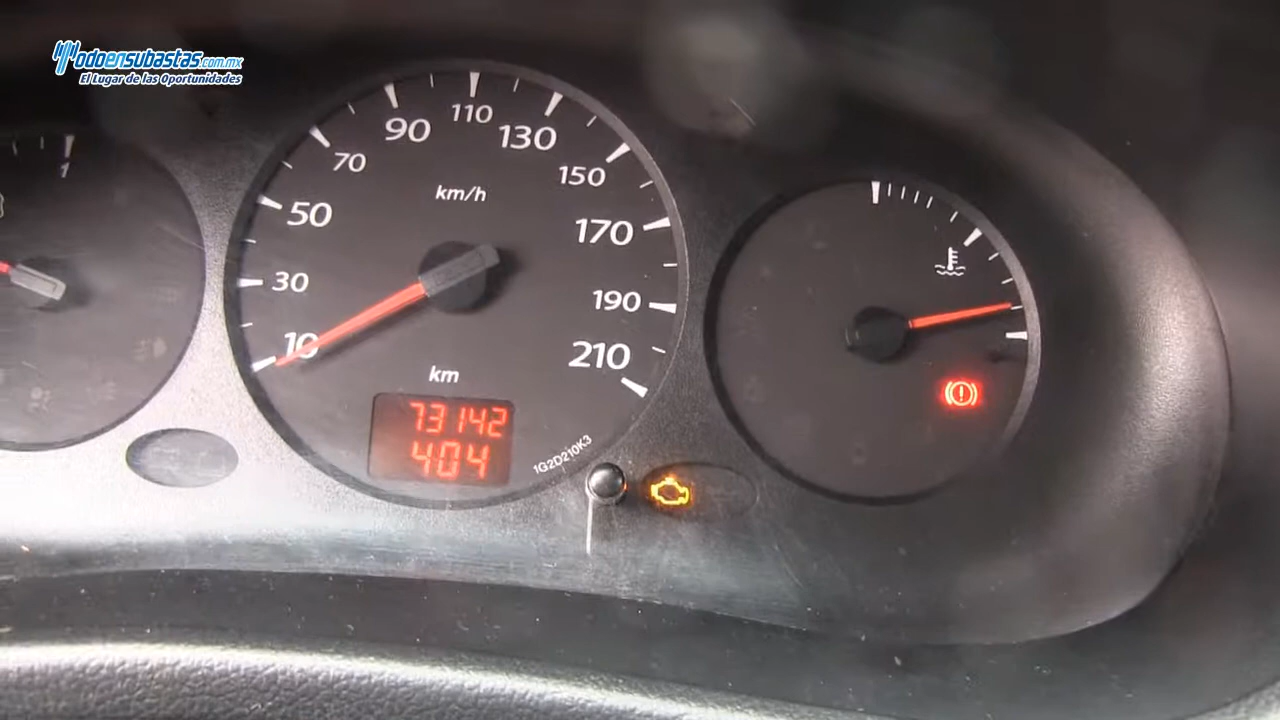 Todoensubastas.com.mx
El Lugar de las Oportunidades
1
10
30
50
70
90
110
130
150
170
190
210
km/h
km
73142
404
1G2D210K3